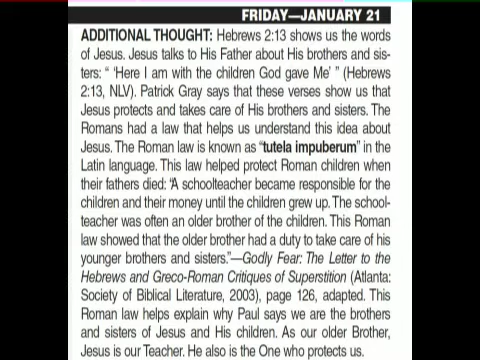 FRIDAY—JANUARY 21
ADDITIONAL THOUGHT: Hebrews 2:13 shows us the words
of Jesus. Jesus talks to His Father about His brothers and sis-
ters: “ ‘Here I am with the children God gave Me’ ” (Hebrews
2:13, NLV). Patrick Gray says that these verses show us that
Jesus protects and takes care of His brothers and sisters. The
Romans had a law that helps us understand this idea about
Jesus. The Roman law is known as “tutela impuberum” in the
Latin language. This law helped protect Roman children when
their fathers died: “A schoolteacher became responsible for the
children and their money until the children grew up. The school-
teacher was often an older brother of the children. This Roman
law showed that the older brother had a duty to take care of his
younger brothers and sisters.”—Godly Fear: The Letter to the
Hebrews and Greco-Roman Critiques of Superstition (Atlanta:
Society of Biblical Literature, 2003), page 126, adapted. This
Roman law helps explain why Paul says we are the brothers
and sisters of Jesus and His children. As our older Brother,
Jesus is our Teacher. He also is the One who protects us.